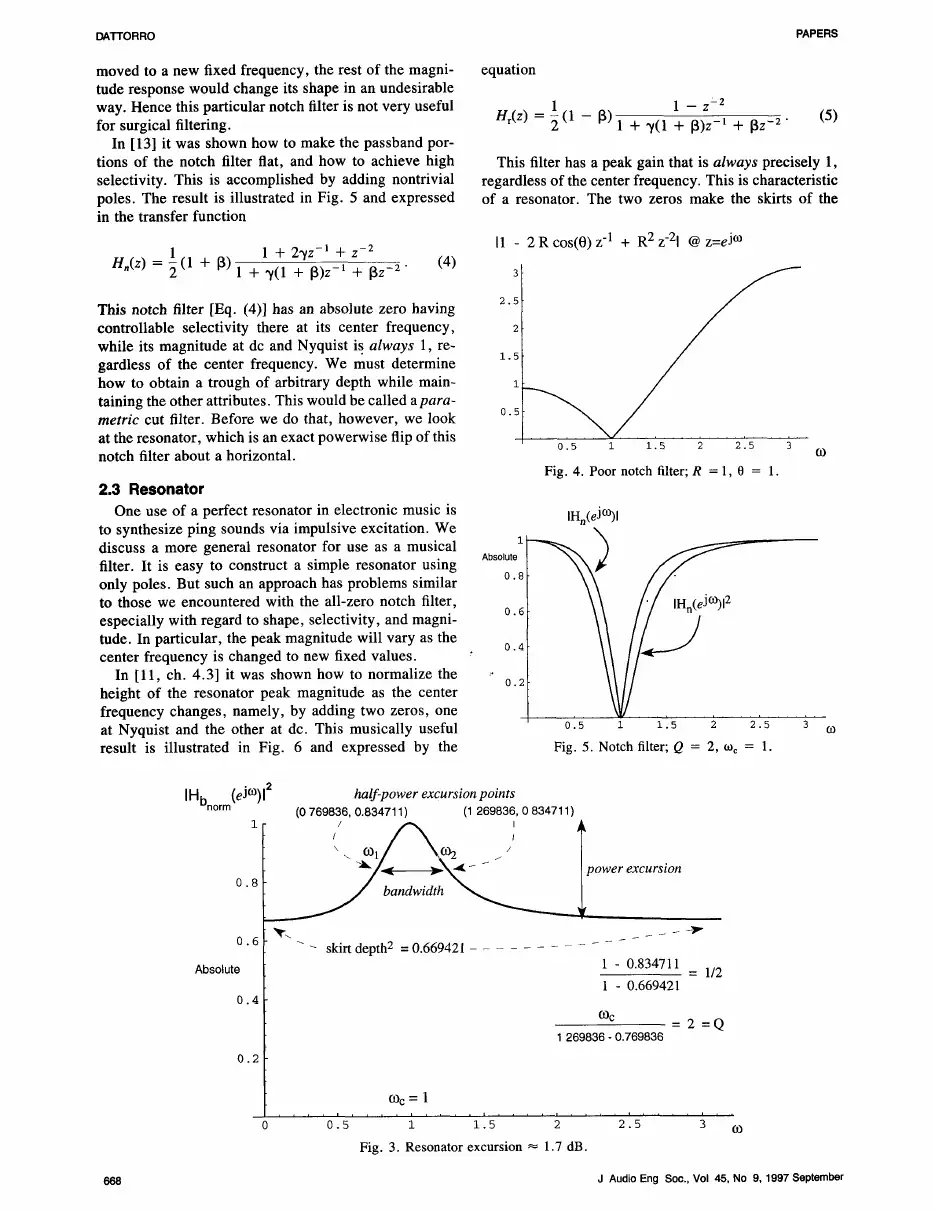 DATTORRO
PAPERS
moved to a new fixed frequency, the rest of the magni-
tude response would change its shape in an undesirable
way. Hence this particular notch filter is not very useful
for surgical filtering.
In [13] it was shown how to make the passband por-
tions of the notch filter flat, and how to achieve high
selectivity. This is accomplished by adding nontrivial
poles. The result is illustrated in Fig. 5 and expressed
in the transfer function
Hₙ(z) = 1/2 (1 + β) (1 + 2γz⁻¹ + z⁻²) / (1 + γ(1 + β)z⁻¹ + βz⁻²) . (4)
This notch filter [Eq. (4)] has an absolute zero having
controllable selectivity there at its center frequency,
while its magnitude at dc and Nyquist is always 1, re-
gardless of the center frequency. We must determine
how to obtain a trough of arbitrary depth while main-
taining the other attributes. This would be called a para-
metric cut filter. Before we do that, however, we look
at the resonator, which is an exact powerwise flip of this
notch filter about a horizontal.
2.3 Resonator
One use of a perfect resonator in electronic music is
to synthesize ping sounds via impulsive excitation. We
discuss a more general resonator for use as a musical
filter. It is easy to construct a simple resonator using
only poles. But such an approach has problems similar
to those we encountered with the all-zero notch filter,
especially with regard to shape, selectivity, and magni-
tude. In particular, the peak magnitude will vary as the
center frequency is changed to new fixed values.
In [11, ch. 4.3] it was shown how to normalize the
height of the resonator peak magnitude as the center
frequency changes, namely, by adding two zeros, one
at Nyquist and the other at dc. This musically useful
result is illustrated in Fig. 6 and expressed by the
equation
Hᵣ(z) = 1/2 (1 − β) (1 − z⁻²) / (1 + γ(1 + β)z⁻¹ + βz⁻²) . (5)
This filter has a peak gain that is always precisely 1,
regardless of the center frequency. This is characteristic
of a resonator. The two zeros make the skirts of the
|1 - 2 R cos(θ) z⁻¹ + R² z⁻²| @ z=e^jω
3
2.5
2
1.5
1
0.5
0.5 1 1.5 2 2.5 3 ω
Fig. 4. Poor notch filter; R = 1, θ = 1.
|Hₙ(e^jω)|
1
Absolute
0.8
|Hₙ(e^jω)|²
0.6
0.4
0.2
0.5 1 1.5 2 2.5 3 ω
Fig. 5. Notch filter; Q = 2, ω_c = 1.
|H_b norm (e^jω)|²
half-power excursion points
(0 769836, 0.834711) (1 269836, 0 834711)
1
ω₁ ω₂
power excursion
0.8
bandwidth
0.6
skirt depth² = 0.669421
Absolute
(1 - 0.834711) / (1 - 0.669421) = 1/2
0.4
ω_c / (1 269836 - 0.769836) = 2 = Q
0.2
ω_c = 1
0 0.5 1 1.5 2 2.5 3 ω
Fig. 3. Resonator excursion ≈ 1.7 dB.
668
J Audio Eng Soc., Vol 45, No 9, 1997 September